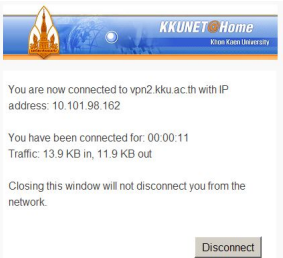 KKUNET@Home
Khon Kaen University
You are now connected to vpn2.kku.ac.th with IP
address: 10.101.98.162
You have been connected for: 00:00:11
Traffic: 13.9 KB in, 11.9 KB out
Closing this window will not disconnect you from the
network.
Disconnect